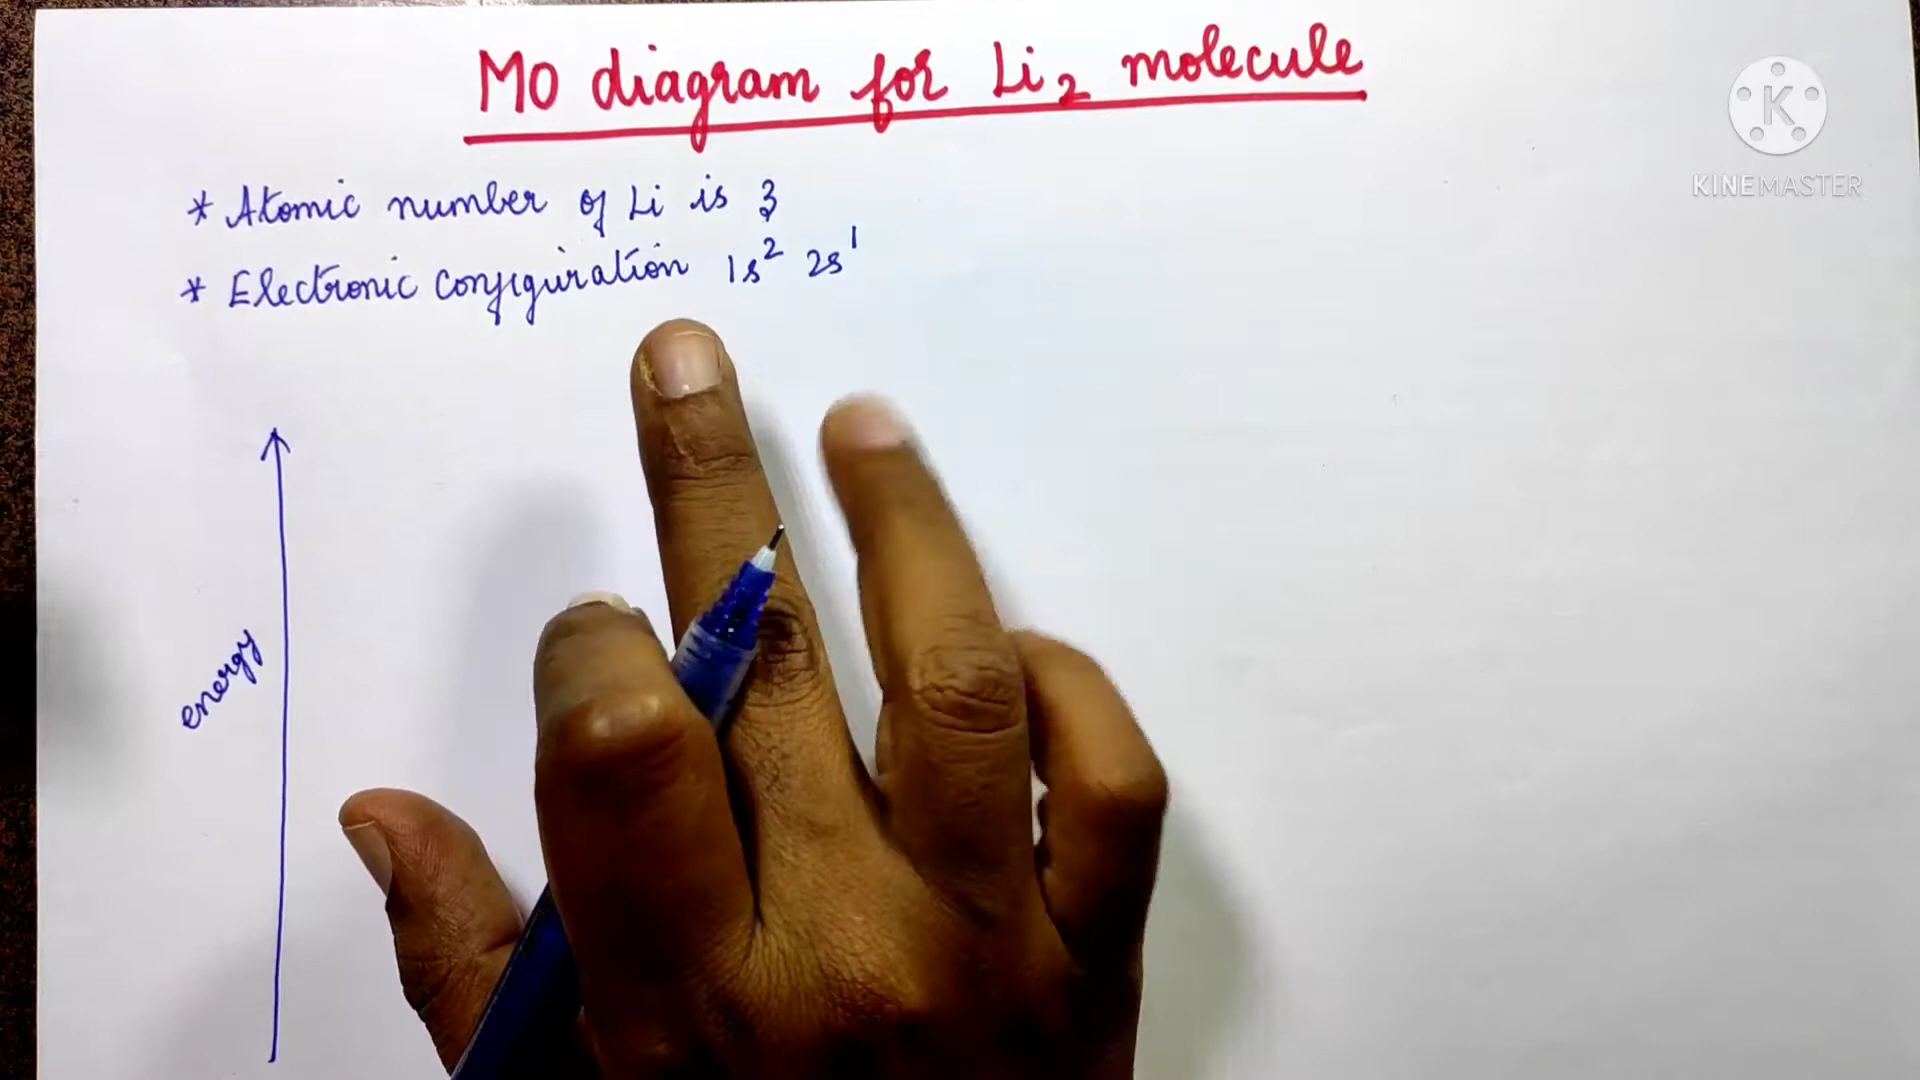 MO diagram for Li₂ molecule
* Atomic number of Li is 3
* Electronic configuration 1s² 2s¹
energy
K
KINEMASTER